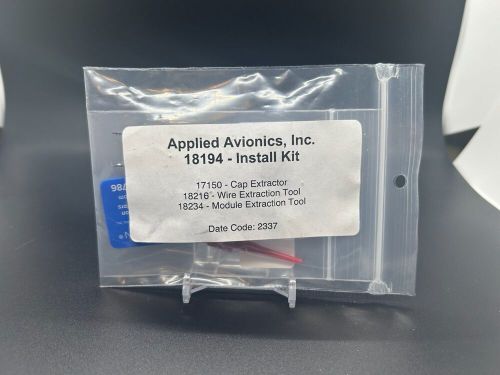 Applied Avionics, Inc.
18194 - Install Kit
17150 - Cap Extractor
18216 - Wire Extraction Tool
18234 - Module Extraction Tool
Date Code: 2337